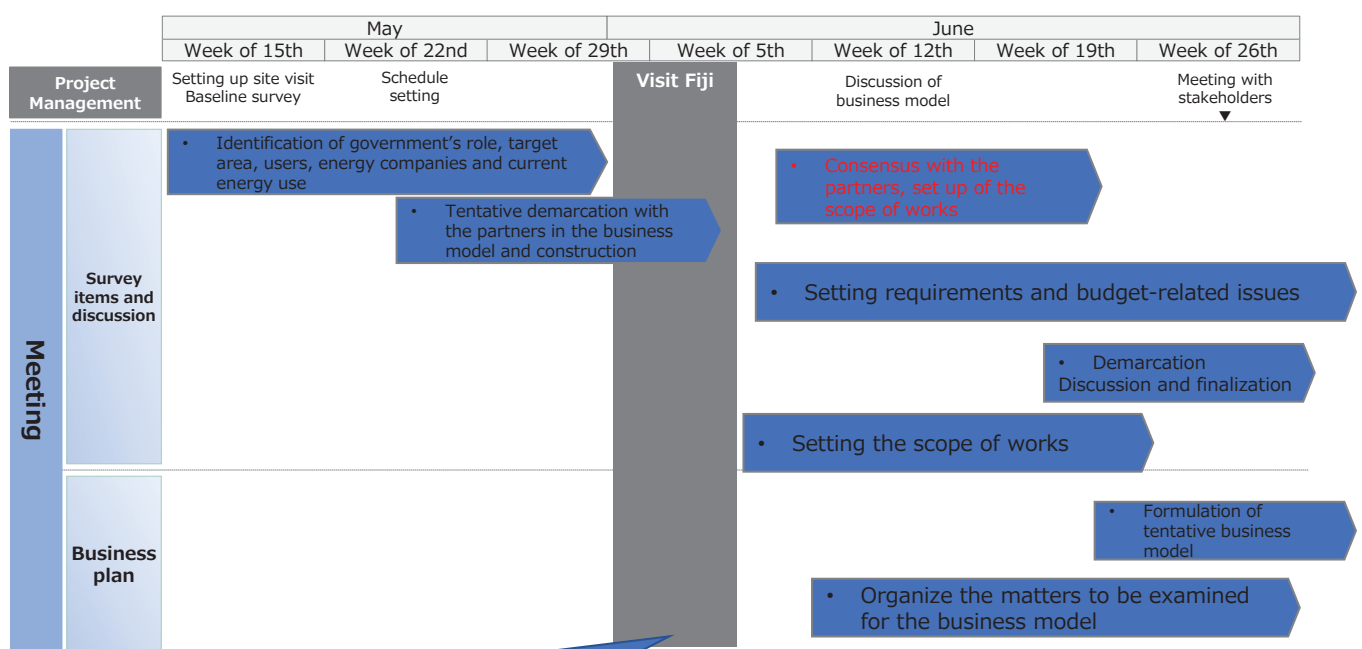 May
June
Week of 15th
Week of 22nd
Week of 29th
Week of 5th
Week of 12th
Week of 19th
Week of 26th
Project
Management
Setting up site visit
Baseline survey
Schedule
setting
Visit Fiji
Discussion of
business model
Meeting with
stakeholders
▼
Meeting
Survey
items and
discussion
• Identification of government’s role, target
area, users, energy companies and current
energy use
• Consensus with the
partners, set up of the
scope of works
• Tentative demarcation with
the partners in the business
model and construction
• Setting requirements and budget-related issues
• Demarcation
Discussion and finalization
• Setting the scope of works
Business
plan
• Formulation of
tentative business
model
• Organize the matters to be examined
for the business model